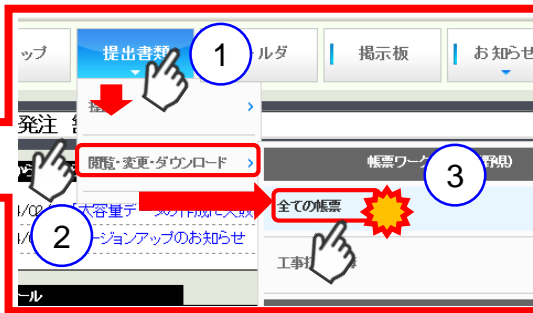 ップ
提出書類
1
ルダ
掲示板
お知らせ
発注
閲覧・変更・ダウンロード
帳票ワーク
3
県)
全ての帳票
大容量データの作成に失敗
2
ージョンアップのお知らせ
工事
ール